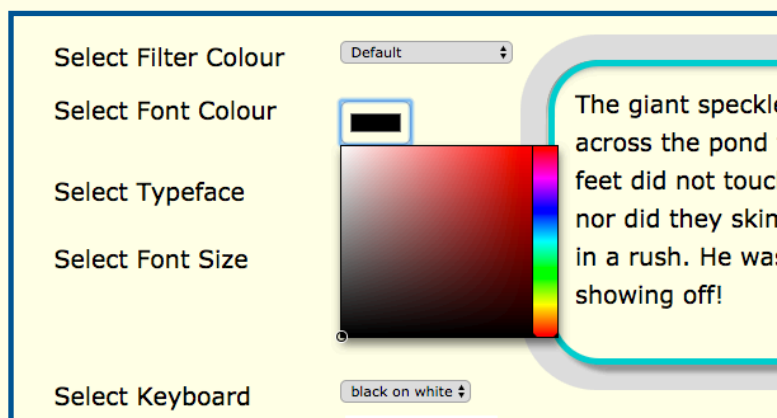 Select Filter Colour
Default
Select Font Colour
Select Typeface
Select Font Size
Select Keyboard
black on white
The giant speckle
across the pond
feet did not touc
nor did they skin
in a rush. He was
showing off!